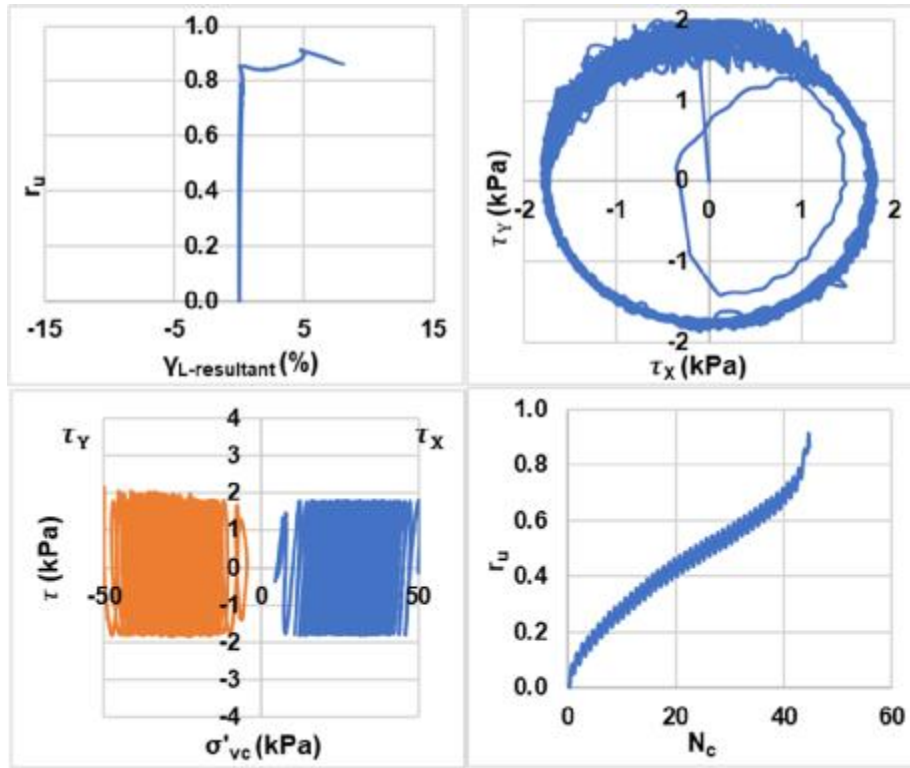 1.0
0.8
0.6
r_u
0.4
0.2
0.0
-15 -5 5 15
γ_L-resultant (%)
2
1
τ_Y (kPa)
0
-2 -1 0 1 2
-1
-2
τ_X (kPa)
4
τ_Y τ_X
3
2
1
τ (kPa)
0
-50 0 50
-1
-2
-3
-4
σ'_vc (kPa)
1.0
0.8
r_u
0.6
0.4
0.2
0.0
0 20 40 60
N_c